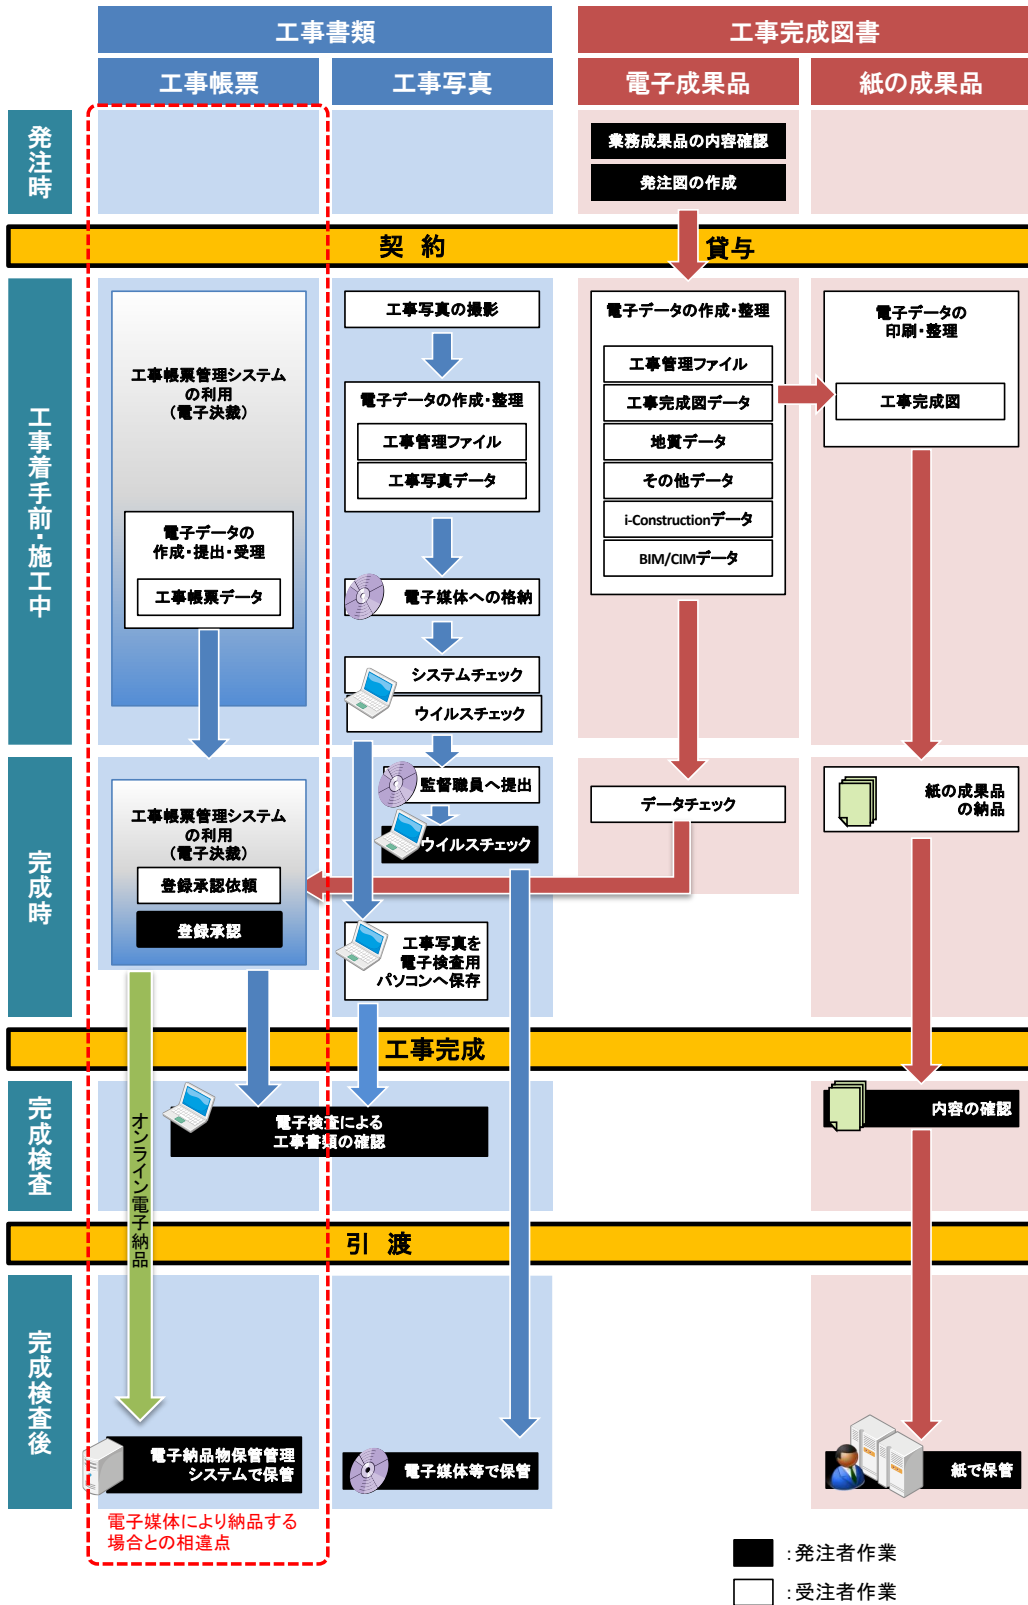 工事書類
工事完成図書
工事帳票
工事写真
電子成果品
紙の成果品
発注時
業務成果品の内容確認
発注図の作成
契 約
貸与
工事着手前・施工中
工事帳票管理システム
の利用
（電子決裁）
電子データの
作成・提出・受理
工事帳票データ
工事写真の撮影
電子データの作成・整理
工事管理ファイル
工事写真データ
電子媒体への格納
システムチェック
ウイルスチェック
電子データの作成・整理
工事管理ファイル
工事完成図データ
地質データ
その他データ
i-Constructionデータ
BIM/CIMデータ
電子データの
印刷・整理
工事完成図
完成時
工事帳票管理システム
の利用
（電子決裁）
登録承認依頼
登録承認
監督職員へ提出
ウイルスチェック
工事写真を
電子検査用
パソコンへ保存
データチェック
紙の成果品
の納品
工事完成
完成検査
オンライン電子納品
電子検査による
工事書類の確認
内容の確認
引 渡
完成検査後
電子納品物保管管理
システムで保管
電子媒体等で保管
紙で保管
電子媒体により納品する
場合との相違点
：発注者作業
：受注者作業